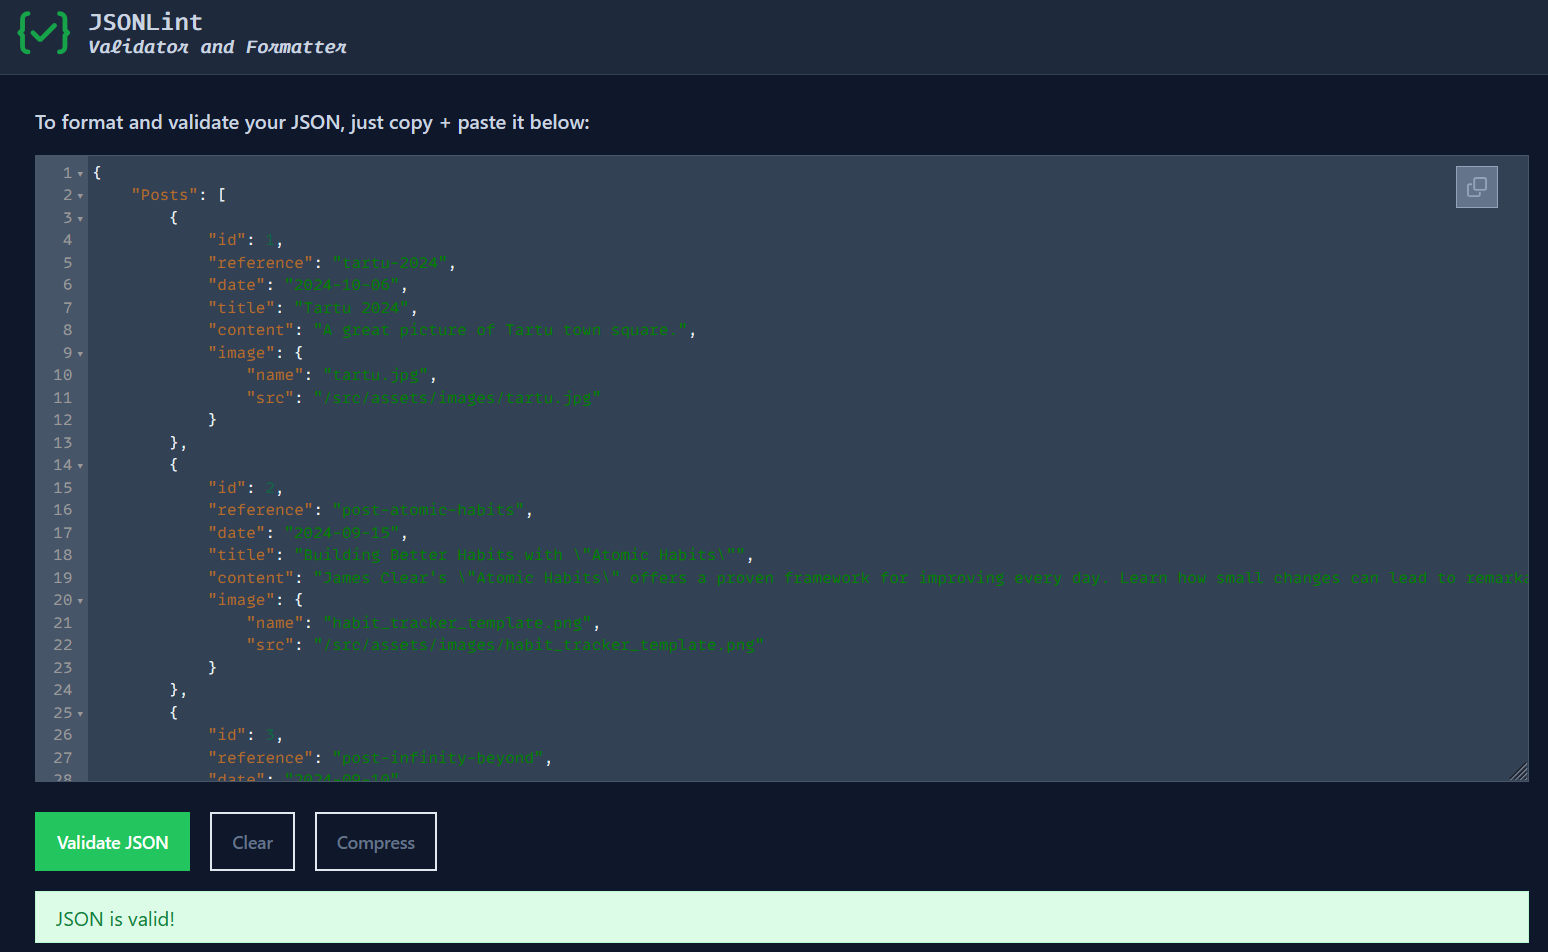 JSONLint
Validator and Formatter
To format and validate your JSON, just copy + paste it below:
1 {
2 "Posts": [
3 {
4 "id": 1,
5 "reference": "tartu-2024",
6 "date": "2024-10-06",
7 "title": "Tartu 2024",
8 "content": "A great picture of Tartu town square.",
9 "image": {
10 "name": "tartu.jpg",
11 "src": "/src/assets/images/tartu.jpg"
12 }
13 },
14 {
15 "id": 2,
16 "reference": "post-atomic-habits",
17 "date": "2024-09-15",
18 "title": "Building Better Habits with \"Atomic Habits\"",
19 "content": "James Clear's \"Atomic Habits\" offers a proven framework for improving every day. Learn how small changes can lead to remarka
20 "image": {
21 "name": "habit_tracker_template.png",
22 "src": "/src/assets/images/habit_tracker_template.png"
23 }
24 },
25 {
26 "id": 3,
27 "reference": "post-infinity-beyond",
28 "date": "2024-09-10"
Validate JSON
Clear
Compress
JSON is valid!